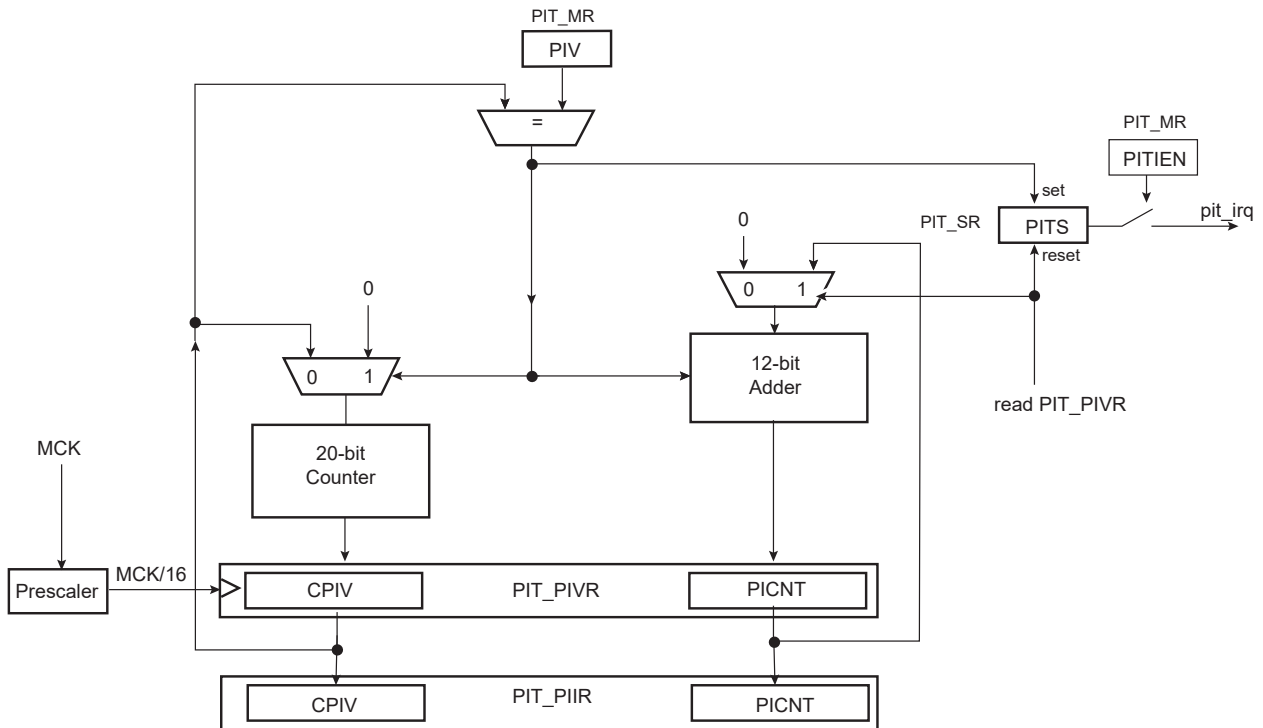 PIT_MR
PIV
=
PIT_MR
PITIEN
set
PIT_SR
PITS
pit_irq
reset
0
0 1
0
0 1
12-bit
Adder
read PIT_PIVR
MCK
20-bit
Counter
Prescaler
MCK/16
CPIV
PIT_PIVR
PICNT
CPIV
PIT_PIIR
PICNT